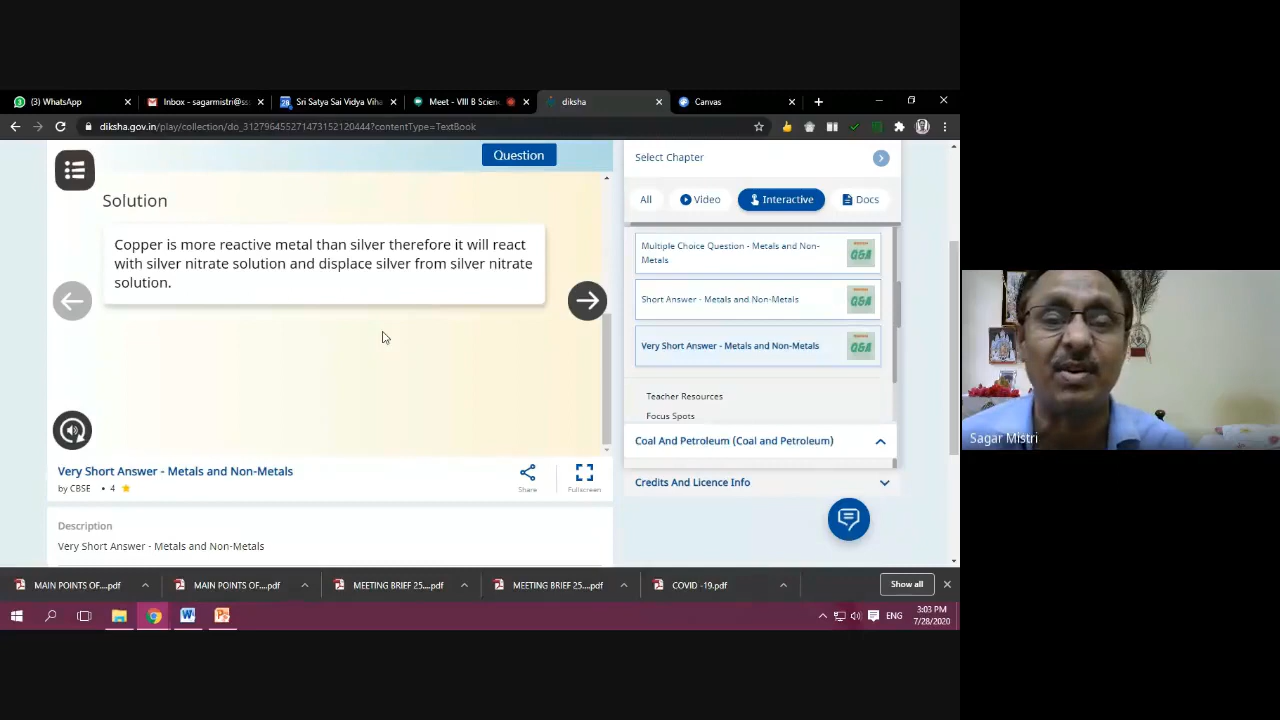 (3) WhatsApp
Inbox - sagarmistri@ss
Sri Satya Sai Vidya Viha
Meet - VIII B Scien
diksha
Canvas
diksha.gov.in/play/collection/do_312796455271473152120444?contentType=TextBook
Question
Solution
Copper is more reactive metal than silver therefore it will react
with silver nitrate solution and displace silver from silver nitrate
solution.
Very Short Answer - Metals and Non-Metals
by CBSE • 4
Share
Fullscreen
Description
Very Short Answer - Metals and Non-Metals
Select Chapter
All
Video
Interactive
Docs
Multiple Choice Question - Metals and Non-
Metals
Q&A
Short Answer - Metals and Non-Metals
Q&A
Very Short Answer - Metals and Non-Metals
Q&A
Teacher Resources
Focus Spots
Coal And Petroleum (Coal and Petroleum)
Credits And Licence Info
Sagar Mistri
MAIN POINTS OF....pdf
MAIN POINTS OF....pdf
MEETING BRIEF 25....pdf
MEETING BRIEF 25....pdf
COVID -19.pdf
Show all
ENG
3:03 PM
7/28/2020